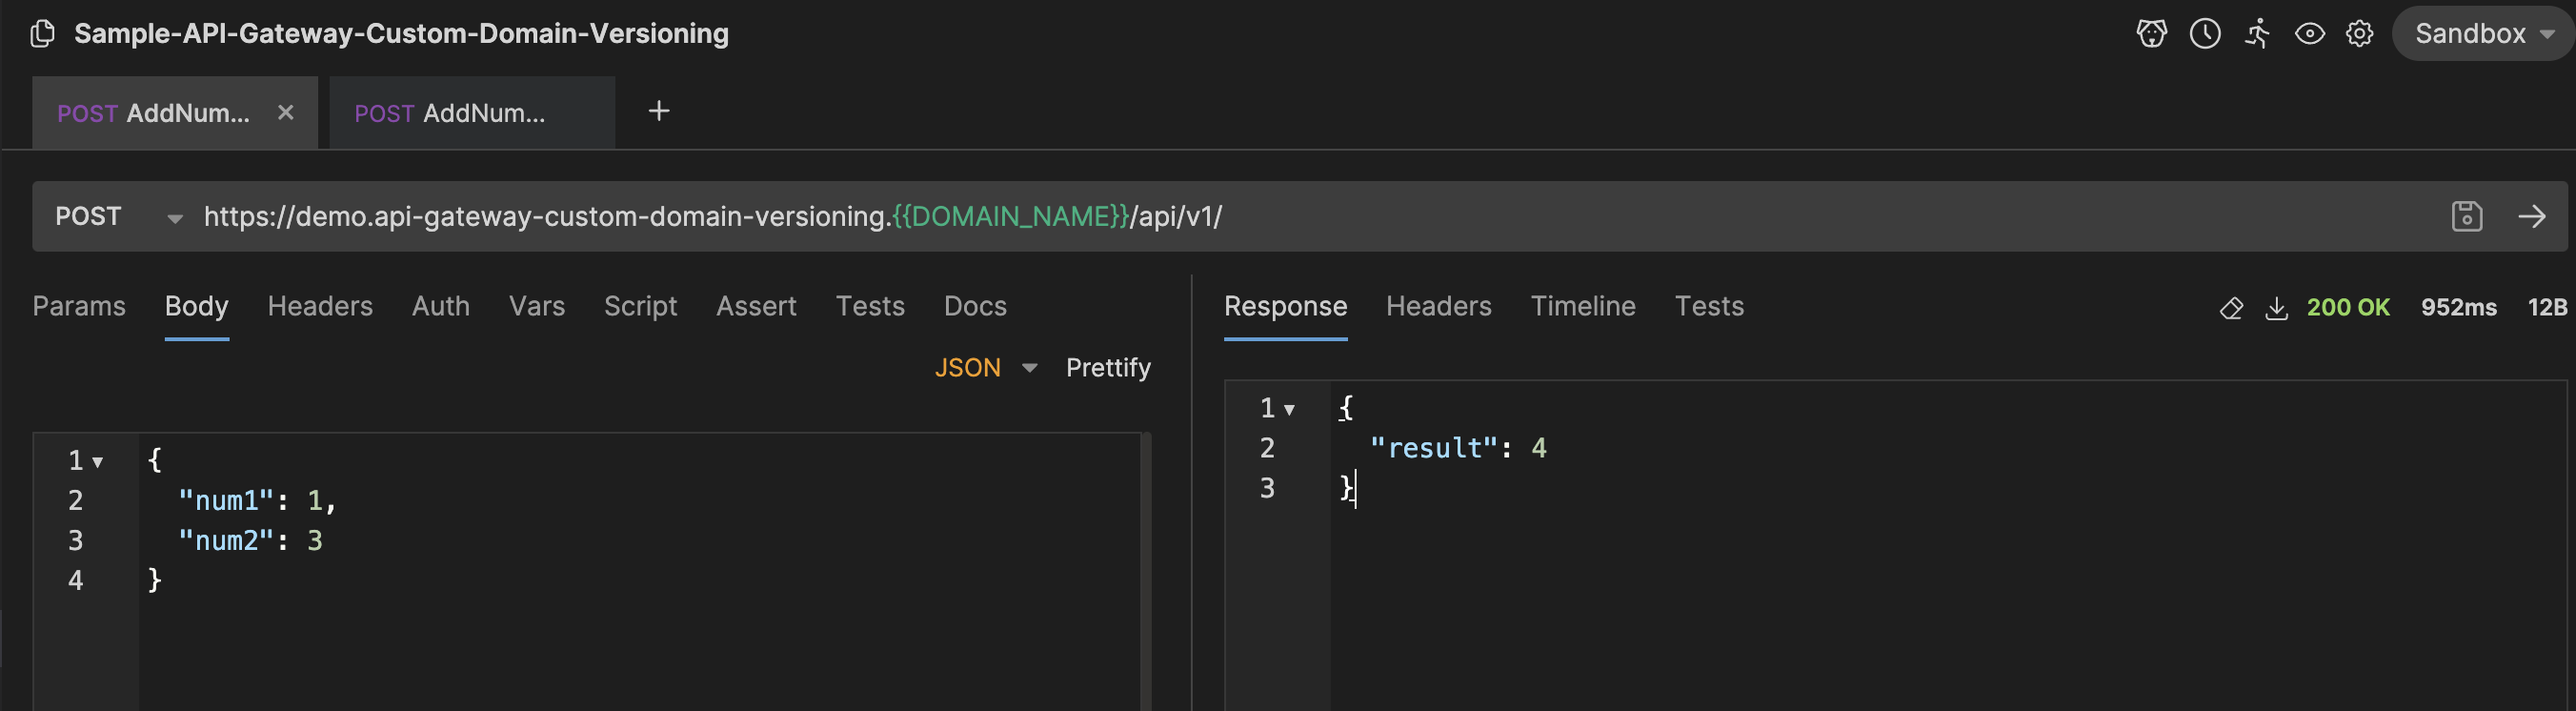 Sample-API-Gateway-Custom-Domain-Versioning
Sandbox
POST AddNum...
POST AddNum...
POST
https://demo.api-gateway-custom-domain-versioning.{{DOMAIN_NAME}}/api/v1/
Params Body Headers Auth Vars Script Assert Tests Docs
JSON Prettify
1 {
2 "num1": 1,
3 "num2": 3
4 }
Response Headers Timeline Tests
200 OK 952ms 12B
1 {
2 "result": 4
3 }